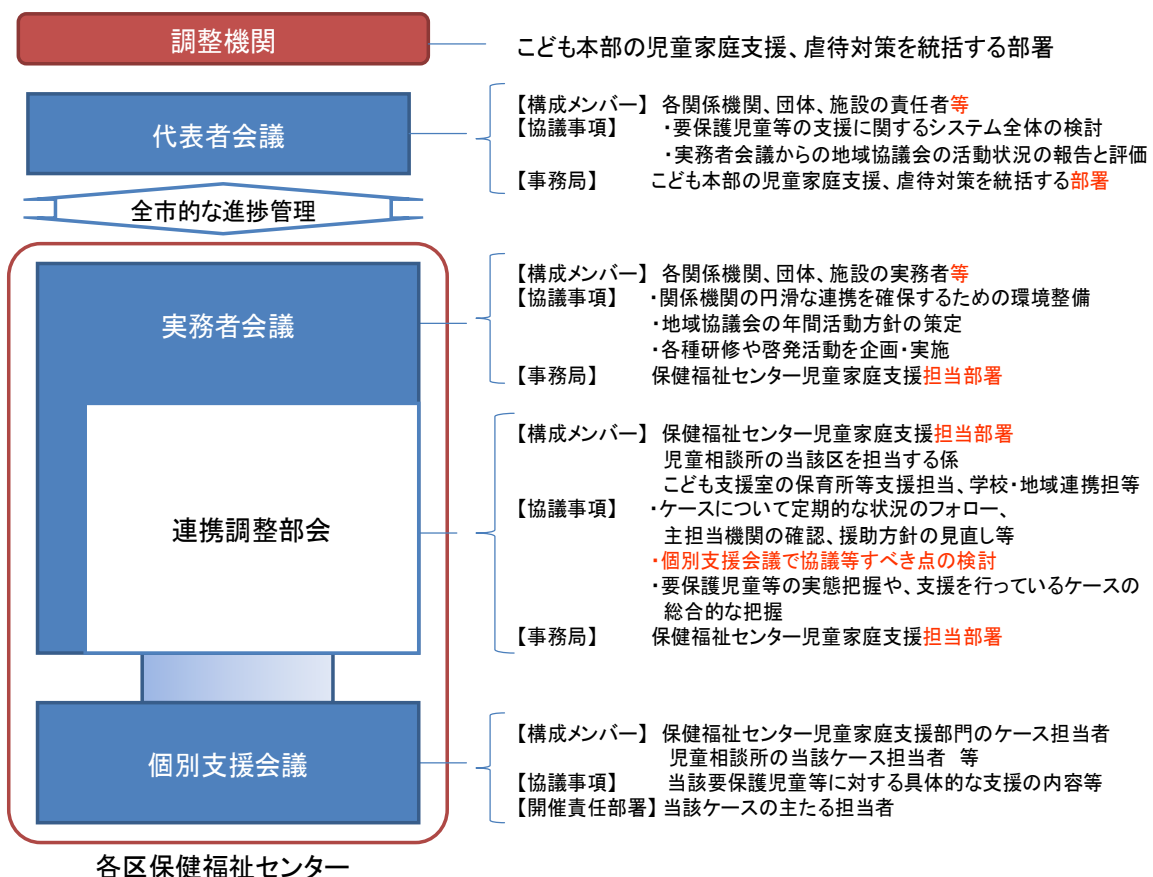 調整機関
こども本部の児童家庭支援、虐待対策を統括する部署
代表者会議
【構成メンバー】 各関係機関、団体、施設の責任者等
【協議事項】 ・要保護児童等の支援に関するシステム全体の検討
・実務者会議からの地域協議会の活動状況の報告と評価
【事務局】 こども本部の児童家庭支援、虐待対策を統括する部署
全市的な進捗管理
実務者会議
【構成メンバー】 各関係機関、団体、施設の実務者等
【協議事項】 ・関係機関の円滑な連携を確保するための環境整備
・地域協議会の年間活動方針の策定
・各種研修や啓発活動を企画・実施
【事務局】 保健福祉センター児童家庭支援担当部署
連携調整部会
【構成メンバー】 保健福祉センター児童家庭支援担当部署
児童相談所の当該区を担当する係
こども支援室の保育所等支援担当、学校・地域連携担等
【協議事項】 ・ケースについて定期的な状況のフォロー、
主担当機関の確認、援助方針の見直し等
・個別支援会議で協議等すべき点の検討
・要保護児童等の実態把握や、支援を行っているケースの
総合的な把握
【事務局】 保健福祉センター児童家庭支援担当部署
個別支援会議
【構成メンバー】 保健福祉センター児童家庭支援部門のケース担当者
児童相談所の当該ケース担当者 等
【協議事項】 当該要保護児童等に対する具体的な支援の内容等
【開催責任部署】 当該ケースの主たる担当者
各区保健福祉センター